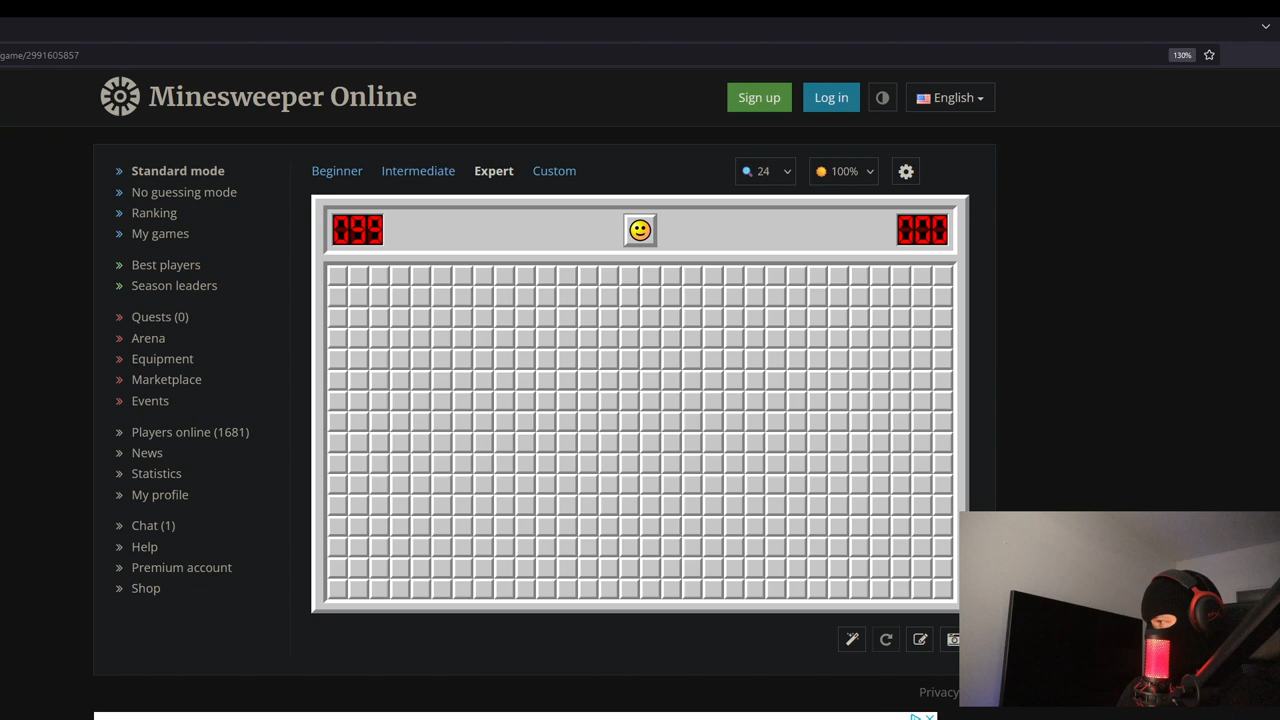 game/2991605857
130%
Minesweeper Online
Sign up
Log in
English
Standard mode
No guessing mode
Ranking
My games
Best players
Season leaders
Quests (0)
Arena
Equipment
Marketplace
Events
Players online (1681)
News
Statistics
My profile
Chat (1)
Help
Premium account
Shop
Beginner
Intermediate
Expert
Custom
24
100%
099
000
Privacy